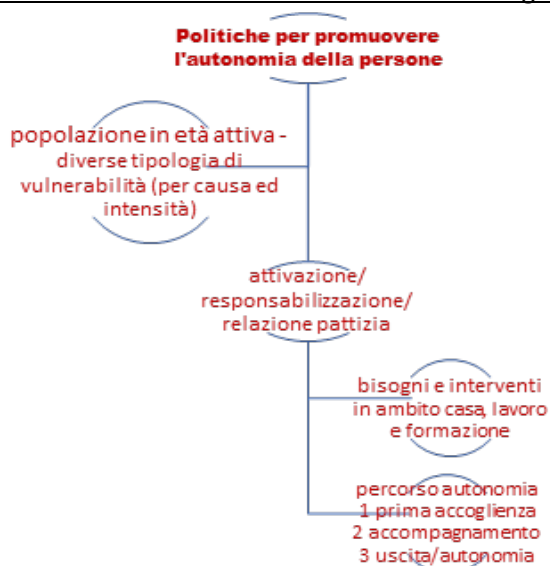 Politiche per promuovere
l'autonomia della persone
popolazione in età attiva -
diverse tipologia di
vulnerabilità (per causa ed
intensità)
attivazione/
responsabilizzazione/
relazione pattizia
bisogni e interventi
in ambito casa, lavoro
e formazione
percorso autonomia
1 prima accoglienza
2 accompagnamento
3 uscita/autonomia